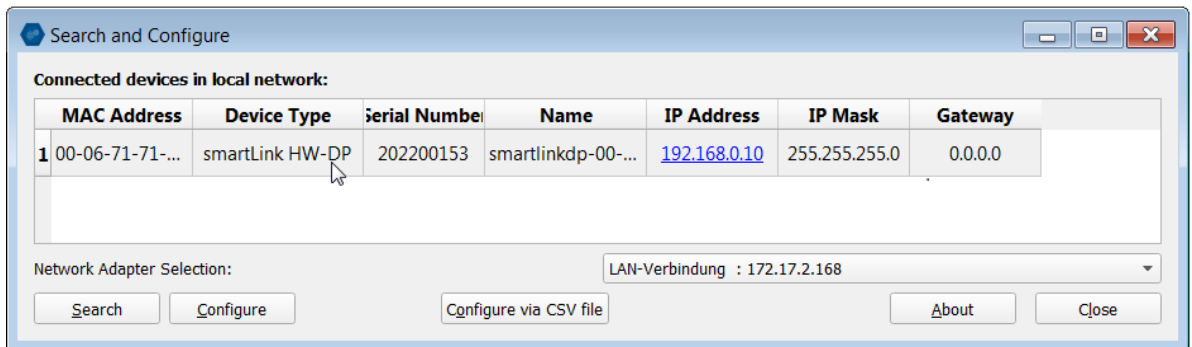 Search and Configure
Connected devices in local network:
MAC Address Device Type Serial Number Name IP Address IP Mask Gateway
1 00-06-71-71-... smartLink HW-DP 202200153 smartlinkdp-00-... 192.168.0.10 255.255.255.0 0.0.0.0
Network Adapter Selection: LAN-Verbindung : 172.17.2.168
Search Configure Configure via CSV file About Close